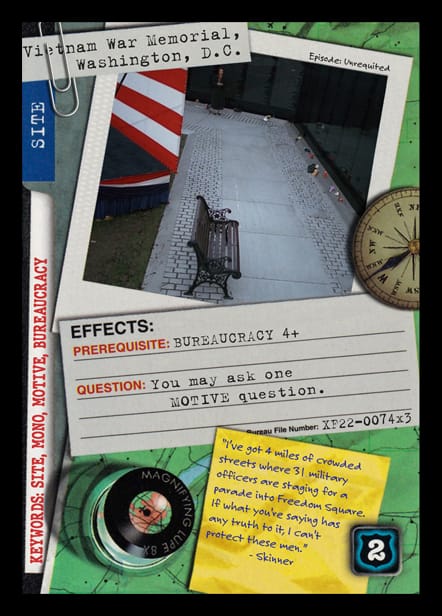 Vietnam War Memorial,
Washington, D.C.
Episode: Unrequited
SITE
KEYWORDS: SITE, MONO, MOTIVE, BUREAUCRACY
EFFECTS:
PREREQUISITE: BUREAUCRACY 4+
QUESTION: You may ask one
MOTIVE question.
Bureau File Number: XF22-0074x3
MAGNIFYING LUPE 8X
"I've got 4 miles of Crowded
streets where 31 military
officers are staging for a
parade into Freedom Square.
If what you're saying has
any truth to it, I can't
protect these men."
- Skinner
2